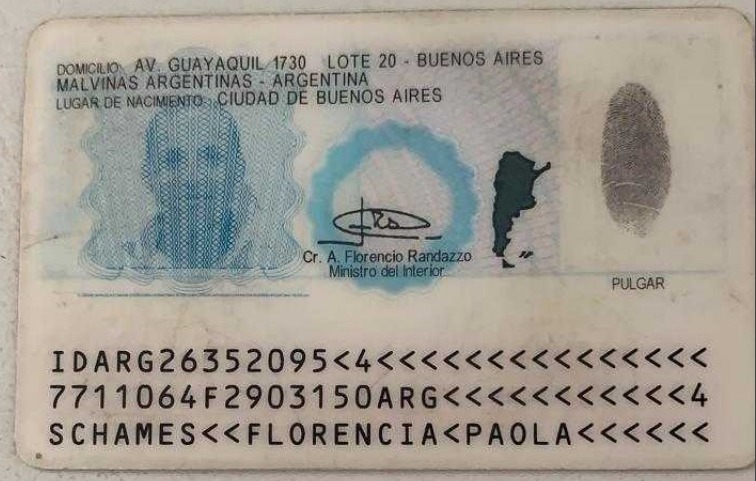 DOMICILIO: AV. GUAYAQUIL 1730 LOTE 20 - BUENOS AIRES
MALVINAS ARGENTINAS - ARGENTINA
LUGAR DE NACIMIENTO: CIUDAD DE BUENOS AIRES
Cr. A. Florencio Randazzo
Ministro del Interior
PULGAR
IDARG26352095<4<<<<<<<<<<<<<<<
7711064F2903150ARG<<<<<<<<<<<4
SCHAMES<<FLORENCIA<PAOLA<<<<<<